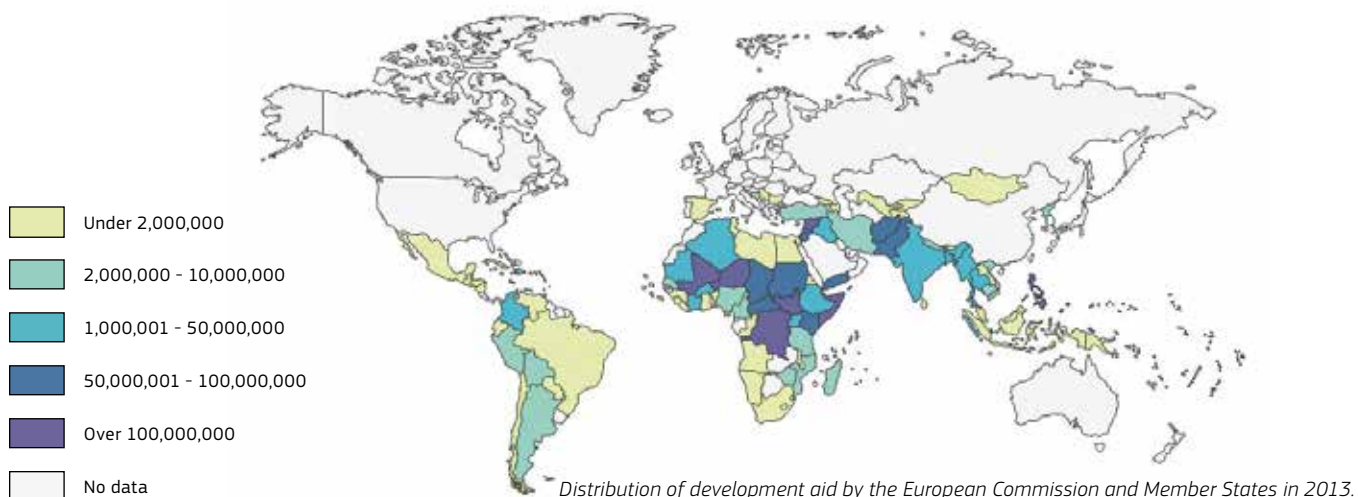 Under 2,000,000
2,000,000 - 10,000,000
1,000,001 - 50,000,000
50,000,001 - 100,000,000
Over 100,000,000
No data
Distribution of development aid by the European Commission and Member States in 2013.